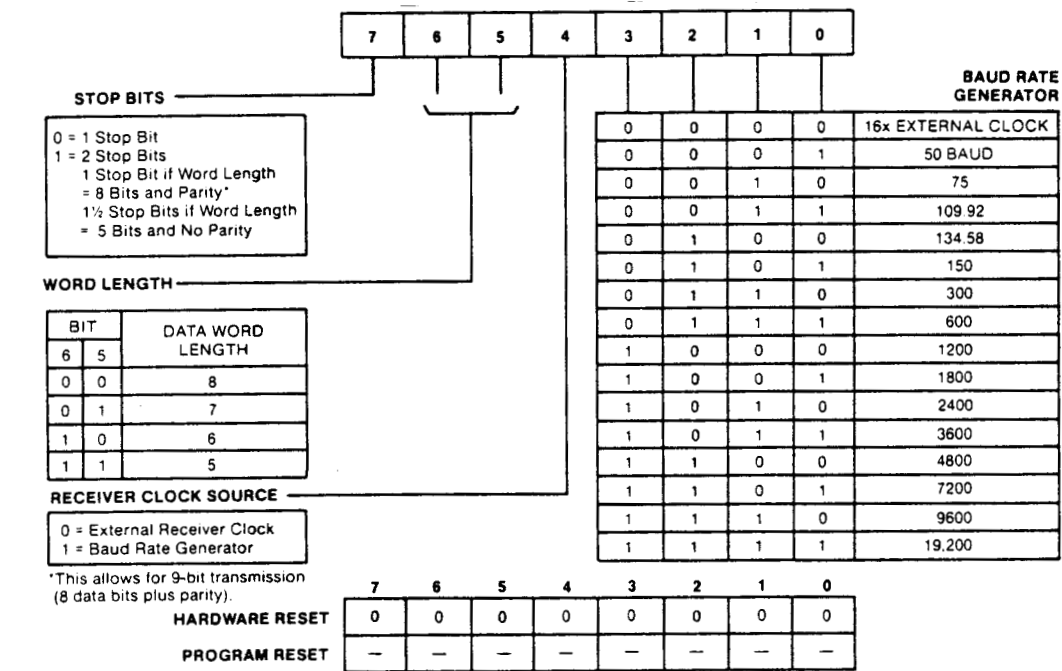 7 6 5 4 3 2 1 0
STOP BITS
0 = 1 Stop Bit
1 = 2 Stop Bits
1 Stop Bit if Word Length
= 8 Bits and Parity*
1½ Stop Bits if Word Length
= 5 Bits and No Parity
WORD LENGTH
BIT DATA WORD LENGTH
6 5
0 0 8
0 1 7
1 0 6
1 1 5
RECEIVER CLOCK SOURCE
0 = External Receiver Clock
1 = Baud Rate Generator
*This allows for 9-bit transmission
(8 data bits plus parity).
BAUD RATE
GENERATOR
0 0 0 0 16x EXTERNAL CLOCK
0 0 0 1 50 BAUD
0 0 1 0 75
0 0 1 1 109.92
0 1 0 0 134.58
0 1 0 1 150
0 1 1 0 300
0 1 1 1 600
1 0 0 0 1200
1 0 0 1 1800
1 0 1 0 2400
1 0 1 1 3600
1 1 0 0 4800
1 1 0 1 7200
1 1 1 0 9600
1 1 1 1 19,200
7 6 5 4 3 2 1 0
HARDWARE RESET 0 0 0 0 0 0 0 0
PROGRAM RESET — — — — — — — —